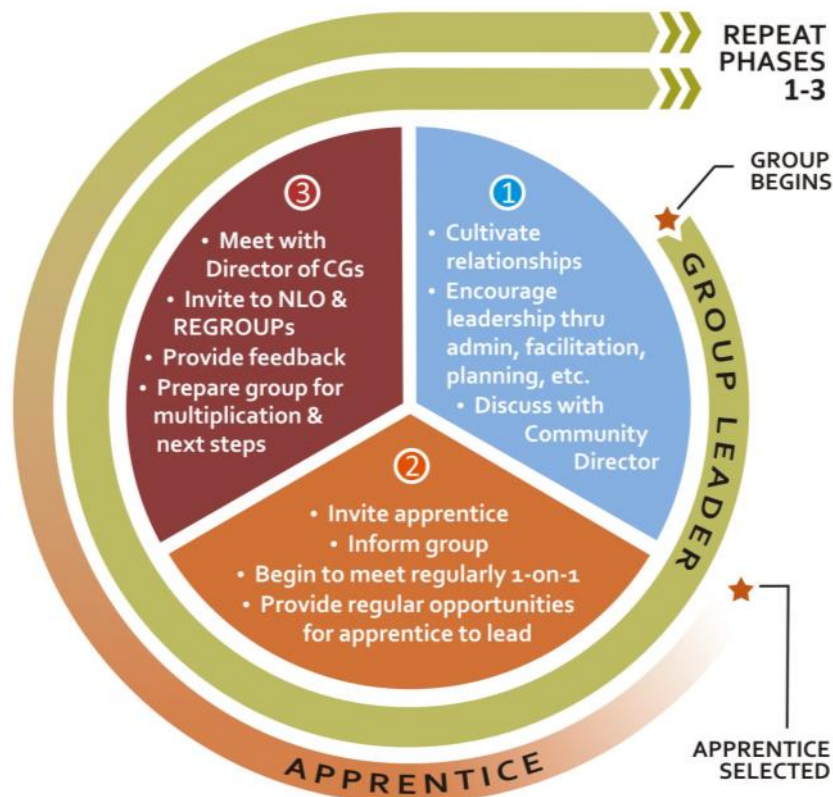 REPEAT
PHASES
1-3
GROUP
BEGINS
GROUP LEADER
1
• Cultivate
relationships
• Encourage
leadership thru
admin, facilitation,
planning, etc.
• Discuss with
Community
Director
2
• Invite apprentice
• Inform group
• Begin to meet regularly 1-on-1
• Provide regular opportunities
for apprentice to lead
3
• Meet with
Director of CGs
• Invite to NLO &
REGROUPs
• Provide feedback
• Prepare group for
multiplication &
next steps
APPRENTICE
APPRENTICE
SELECTED